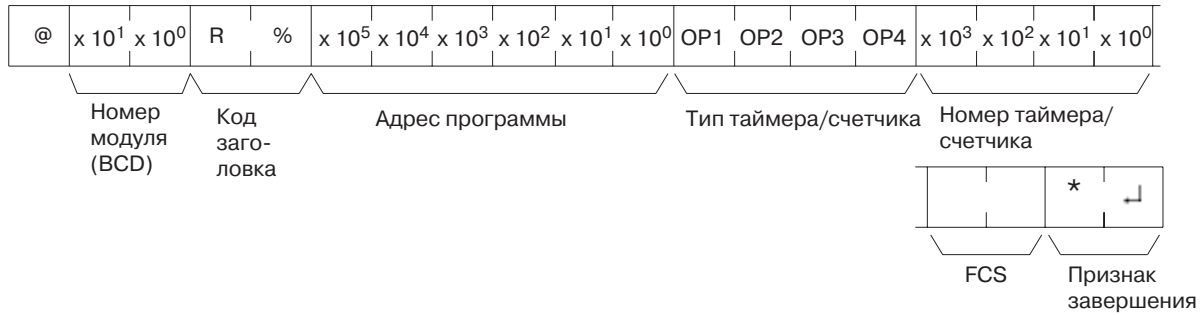 @ x 10¹ x 10⁰ R % x 10⁵ x 10⁴ x 10³ x 10² x 10¹ x 10⁰ OP1 OP2 OP3 OP4 x 10³ x 10² x 10¹ x 10⁰
Номер
модуля
(BCD)
Код
заго-
ловка
Адрес программы
Тип таймера/счетчика
Номер таймера/
счетчика
* ↵
FCS
Признак
завершения